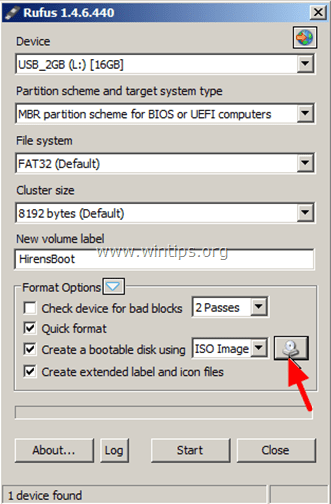 Rufus 1.4.6.440
Device
USB_2GB (L:) [16GB]
Partition scheme and target system type
MBR partition scheme for BIOS or UEFI computers
File system
FAT32 (Default)
Cluster size
8192 bytes (Default)
New volume label
HirensBoot
www.wintips.org
Format Options
Check device for bad blocks 2 Passes
Quick format
Create a bootable disk using ISO Image
Create extended label and icon files
About... Log Start Close
1 device found